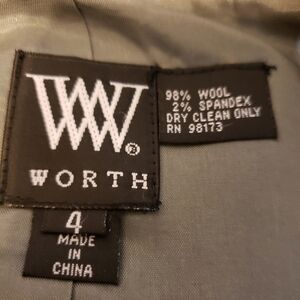 W
®
WORTH
4
MADE
IN
CHINA
98% WOOL
2% SPANDEX
DRY CLEAN ONLY
RN 98173